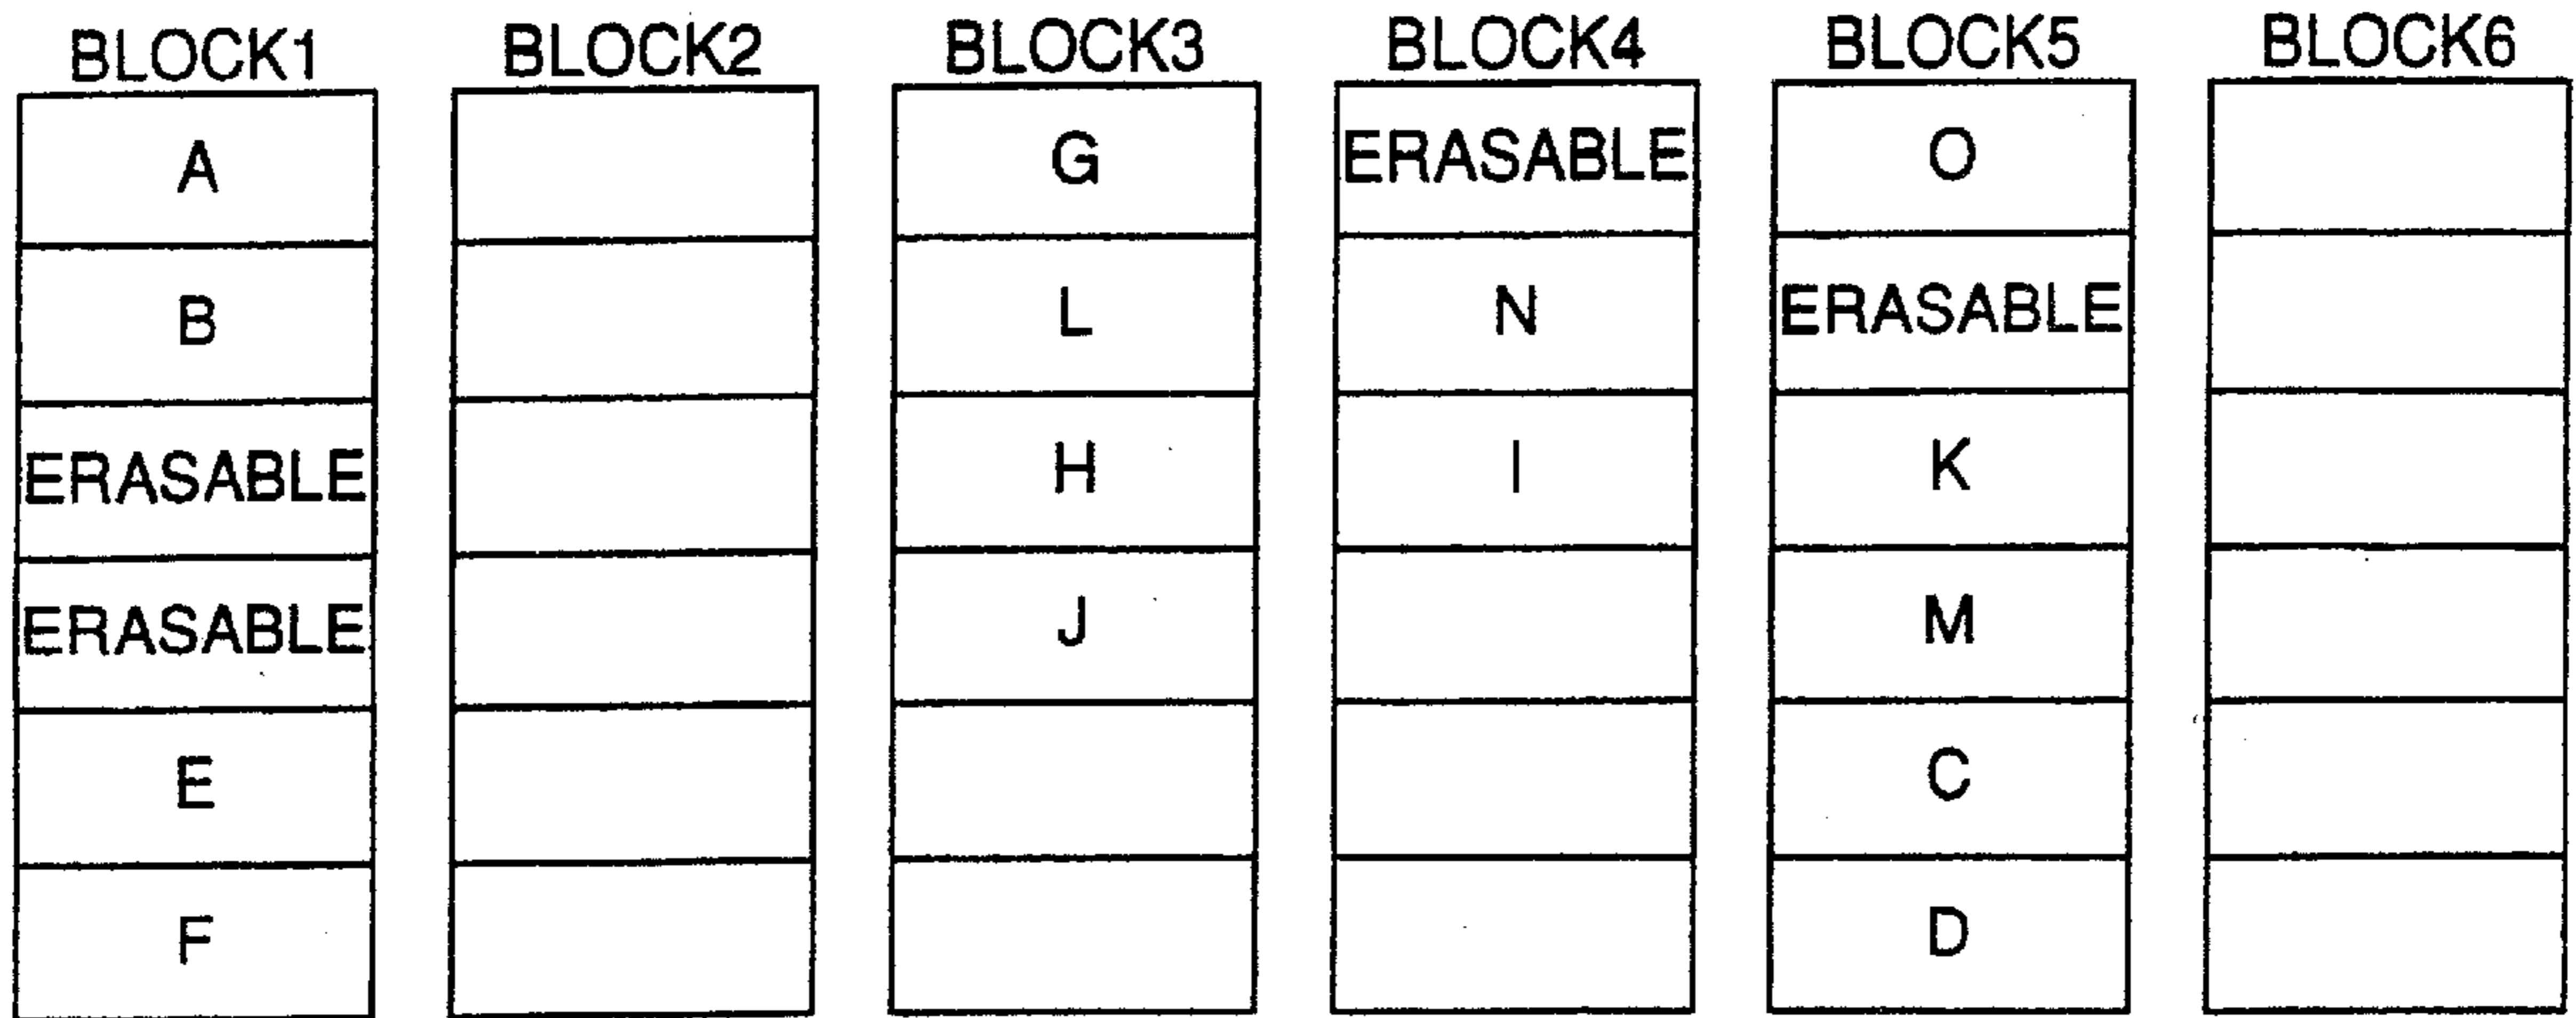 BLOCK1 BLOCK2 BLOCK3 BLOCK4 BLOCK5 BLOCK6
A G ERASABLE O
B L N ERASABLE
ERASABLE H I K
ERASABLE J M
E C
F D